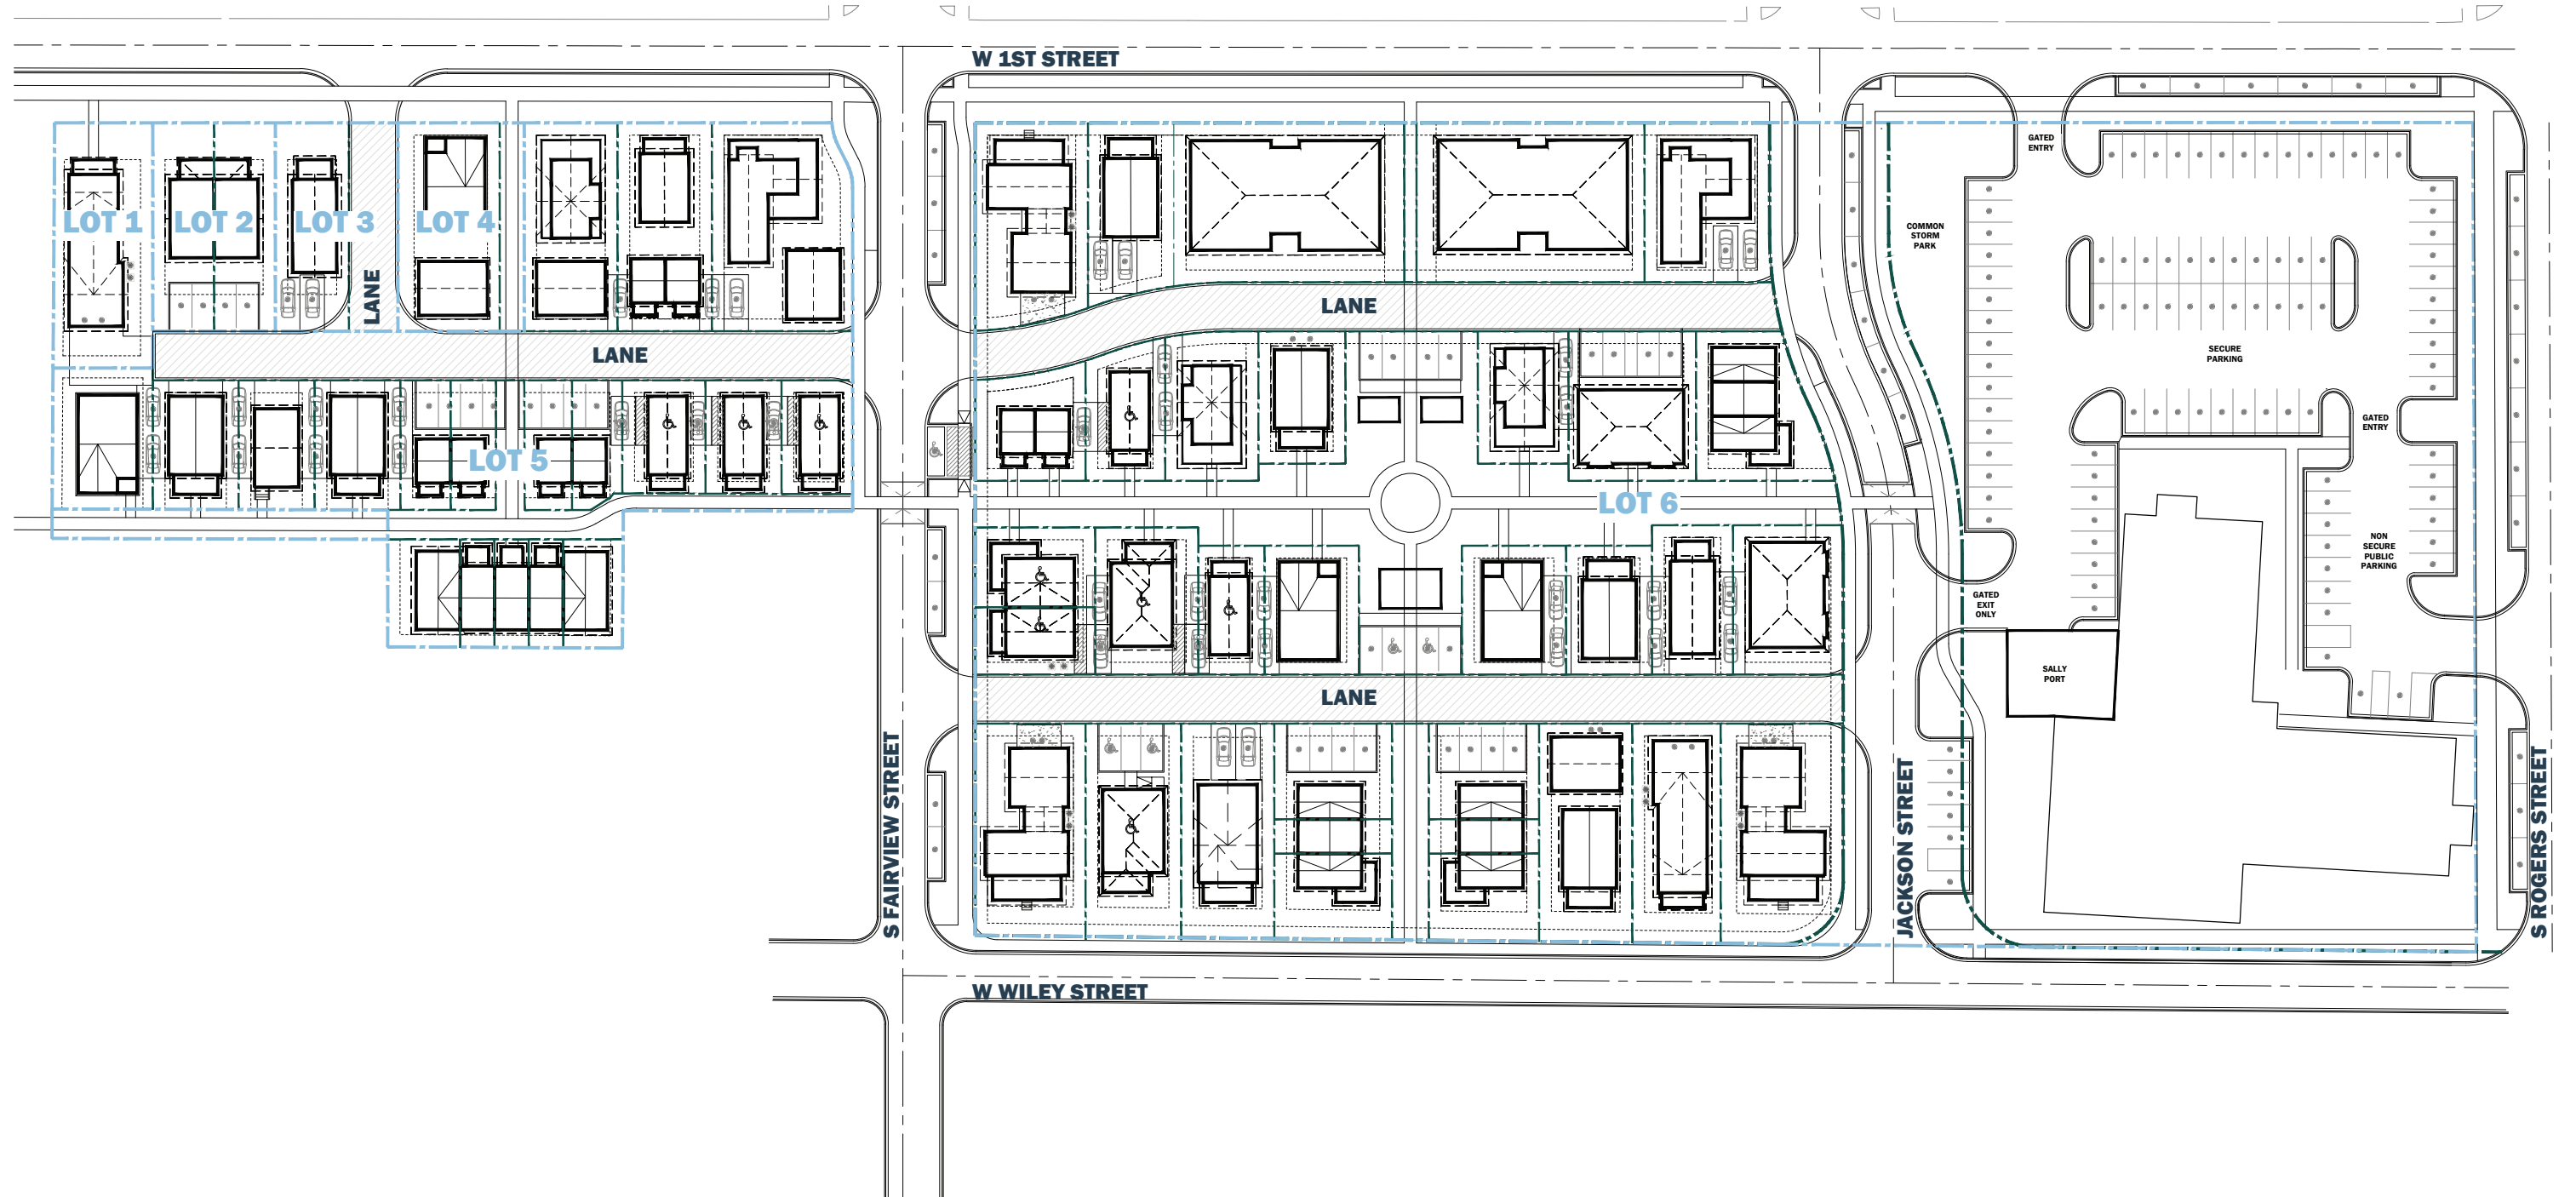 W 1ST STREET
LOT 1
LOT 2
LOT 3
LOT 4
LANE
LANE
LANE
GATED
ENTRY
COMMON
STORM
PARK
SECURE
PARKING
GATED
ENTRY
LOT 5
LOT 6
NON
SECURE
PUBLIC
PARKING
GATED
EXIT
ONLY
SALLY
PORT
LANE
S FAIRVIEW STREET
JACKSON STREET
S ROGERS STREET
W WILEY STREET